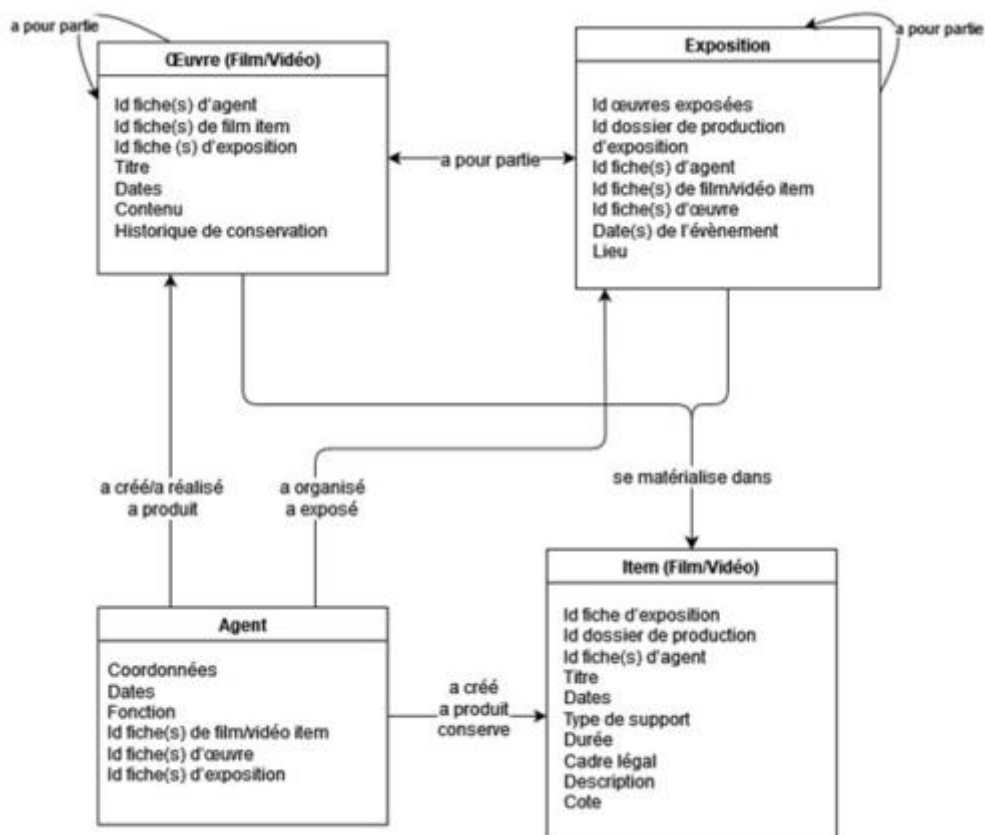 a pour partie
Œuvre (Film/Vidéo)
Id fiche(s) d'agent
Id fiche(s) de film item
Id fiche (s) d'exposition
Titre
Dates
Contenu
Historique de conservation
a pour partie
Exposition
a pour partie
Id œuvres exposées
Id dossier de production
d'exposition
Id fiche(s) d'agent
Id fiche(s) de film/vidéo item
Id fiche(s) d'œuvre
Date(s) de l'évènement
Lieu
a créé/a réalisé
a produit
a organisé
a exposé
se matérialise dans
Agent
Coordonnées
Dates
Fonction
Id fiche(s) de film/vidéo item
Id fiche(s) d'œuvre
Id fiche(s) d'exposition
a créé
a produit
conserve
Item (Film/Vidéo)
Id fiche d'exposition
Id dossier de production
Id fiche(s) d'agent
Titre
Dates
Type de support
Durée
Cadre légal
Description
Cote